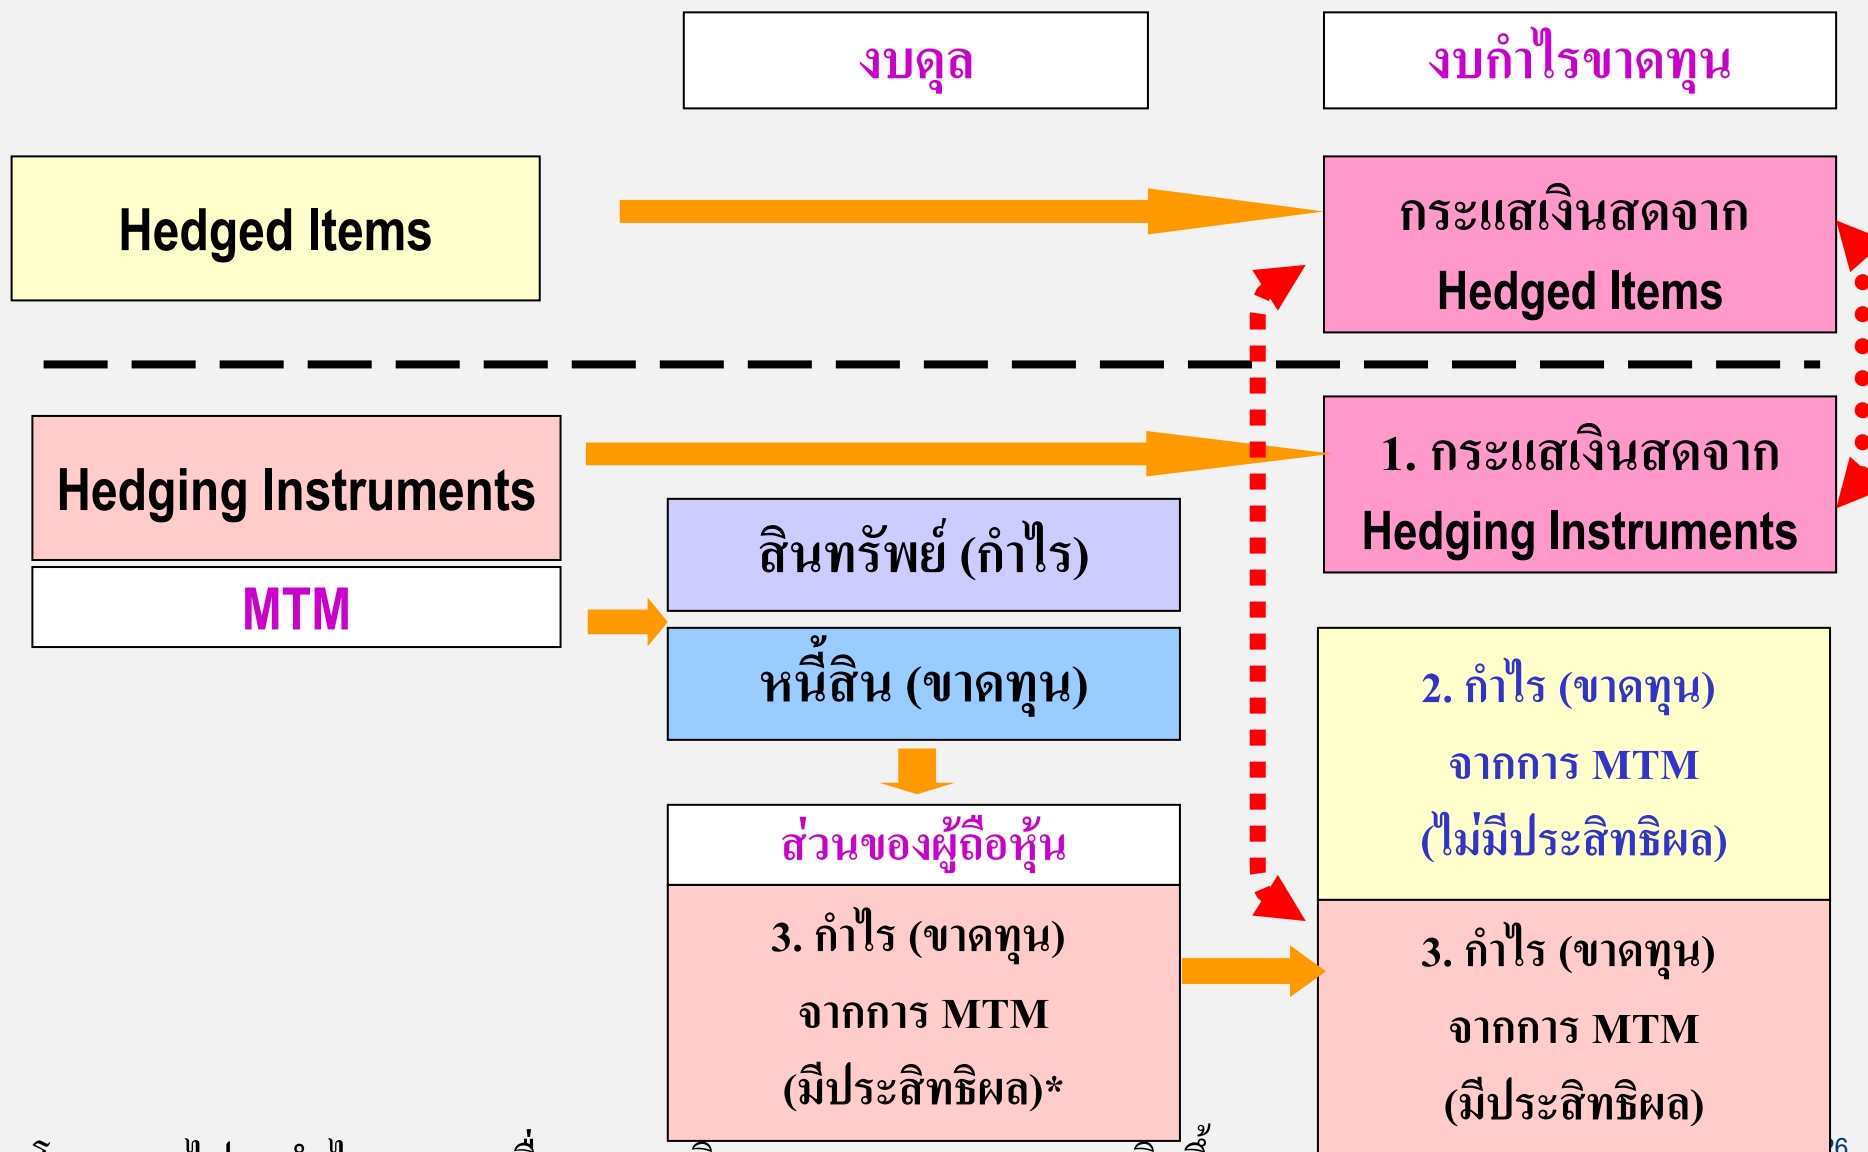 งบดุล
งบกำไรขาดทุน
Hedged Items
กระแสเงินสดจาก
Hedged Items
Hedging Instruments
MTM
1. กระแสเงินสดจาก
Hedging Instruments
สินทรัพย์ (กำไร)
หนี้สิน (ขาดทุน)
ส่วนของผู้ถือหุ้น
3. กำไร (ขาดทุน)
จากการ MTM
(มีประสิทธิผล)*
2. กำไร (ขาดทุน)
จากการ MTM
(ไม่มีประสิทธิผล)
3. กำไร (ขาดทุน)
จากการ MTM
(มีประสิทธิผล)